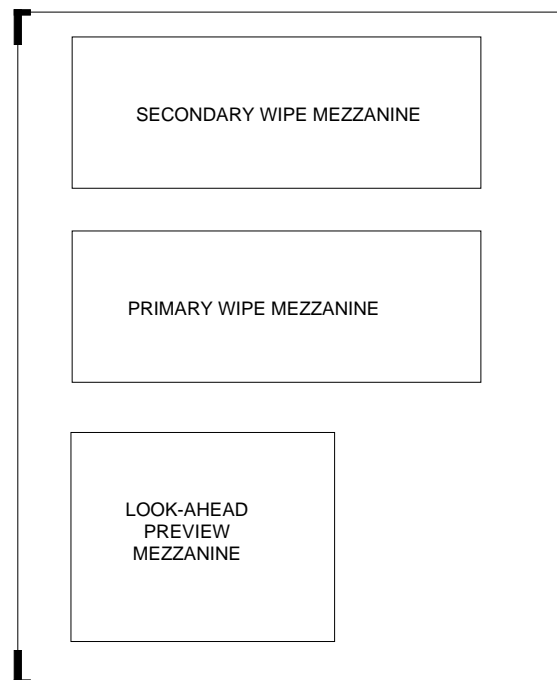 SECONDARY WIPE MEZZANINE
PRIMARY WIPE MEZZANINE
LOOK-AHEAD
PREVIEW
MEZZANINE